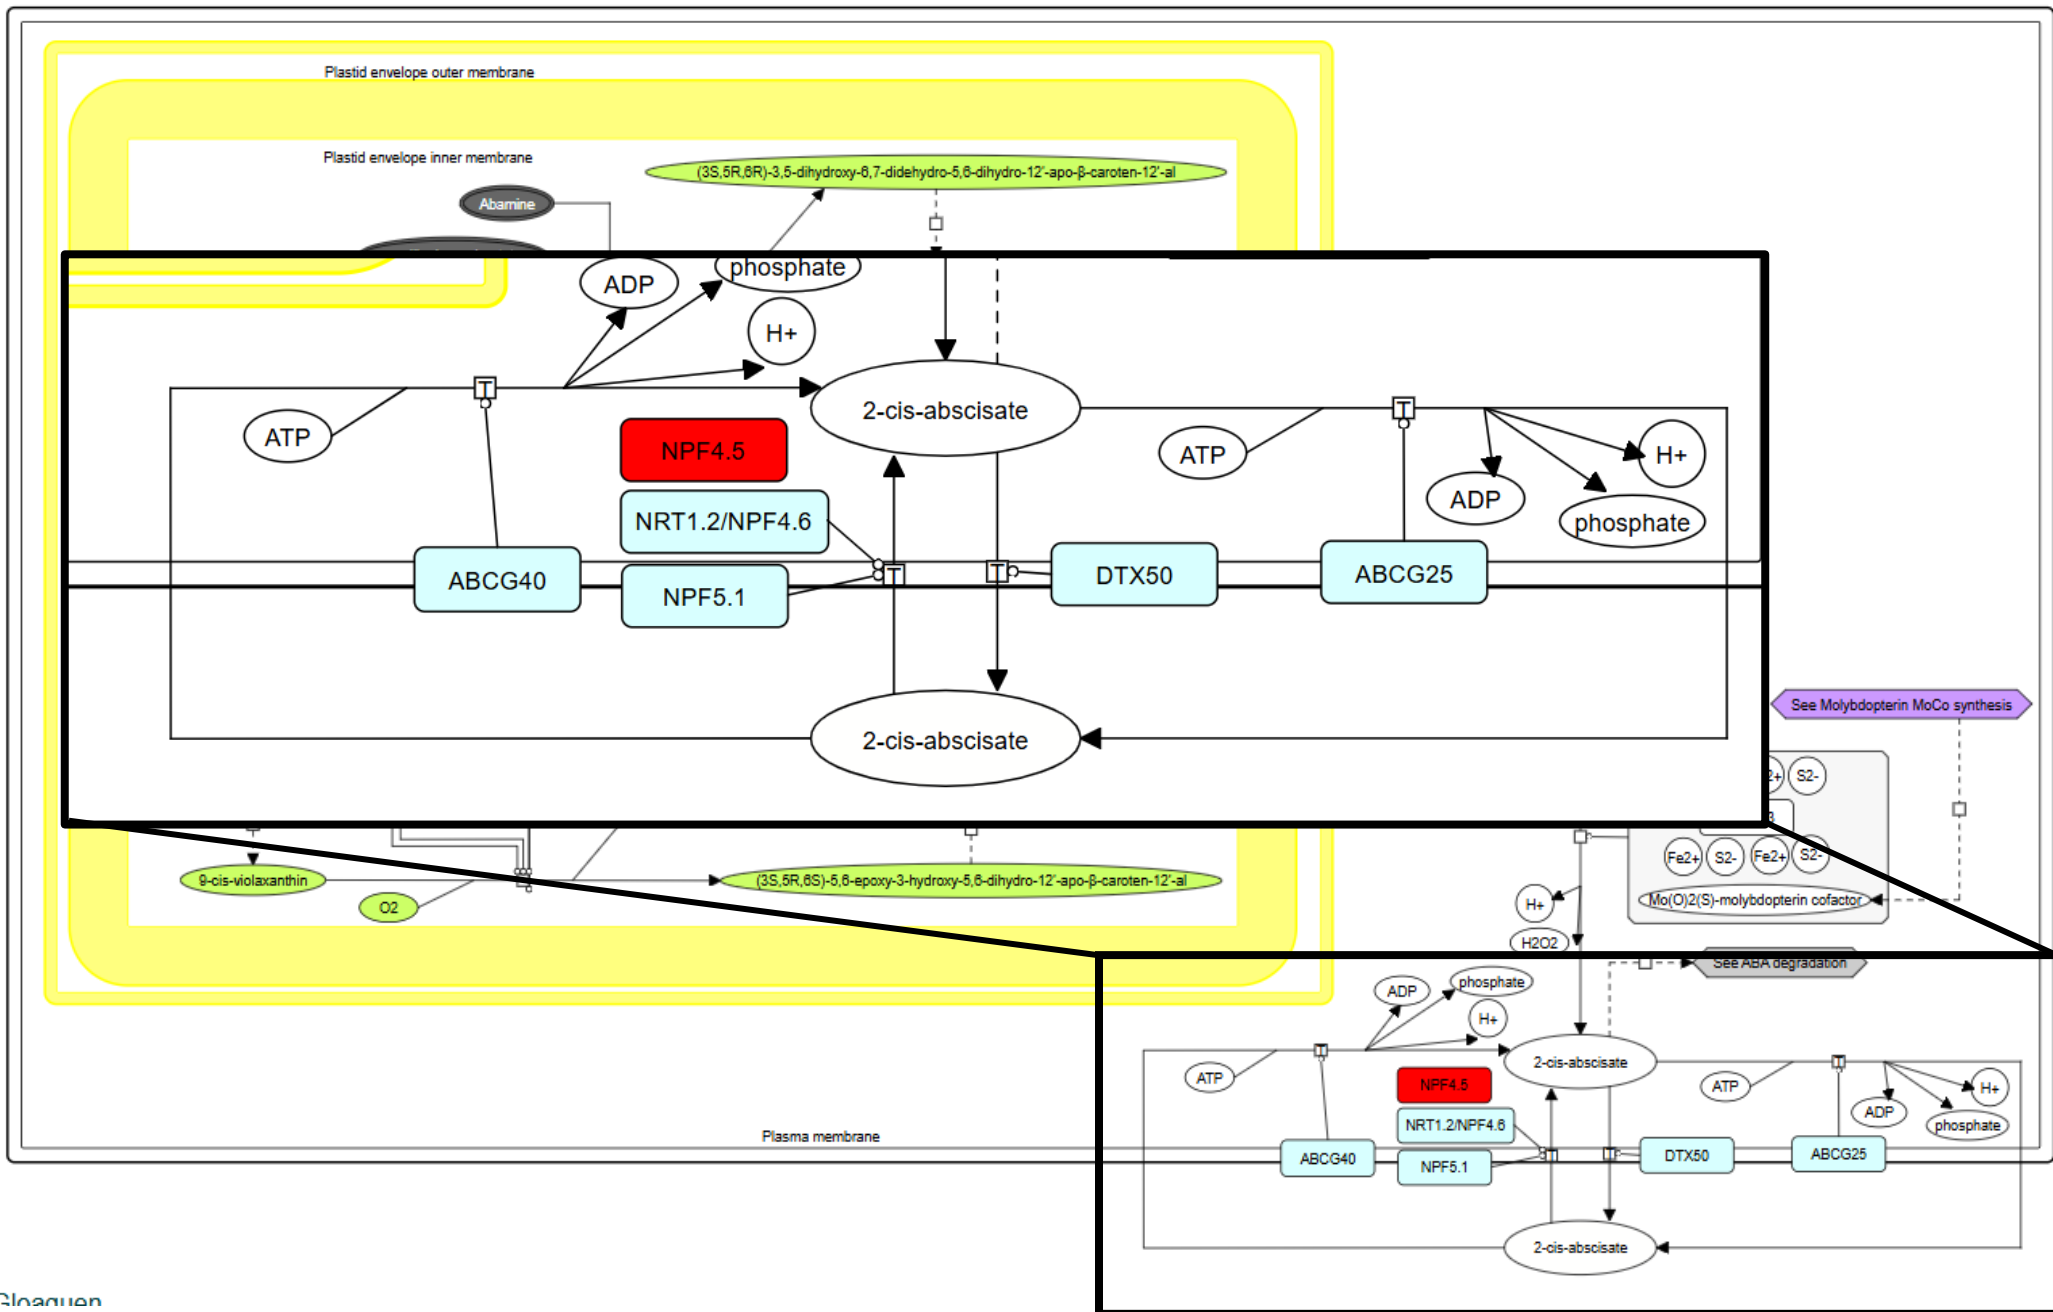 Plastid envelope outer membrane
Plastid envelope inner membrane
(3S,5R,6R)-3,5-dihydroxy-6,7-didehydro-5,6-dihydro-12'-apo-β-caroten-12'-al
Abamine
ADP
phosphate
H+
2-cis-abscisate
ATP
NPF4.5
NRT1.2/NPF4.6
ABCG40
NPF5.1
T
T
T
T
DTX50
ABCG25
ATP
H+
ADP
phosphate
2-cis-abscisate
See Molybdopterin MoCo synthesis
2+
S2-
Fe2+
S2-
Fe2+
S2-
Mo(O)2(S)-molybdopterin cofactor
9-cis-violaxanthin
O2
(3S,5R,6S)-5,6-epoxy-3-hydroxy-5,6-dihydro-12'-apo-β-caroten-12'-al
H+
H2O2
See ABA degradation
ADP
phosphate
H+
T
2-cis-abscisate
T
ATP
NPF4.5
ATP
H+
ADP
NRT1.2/NPF4.6
phosphate
Plasma membrane
ABCG40
NPF5.1
T
T
DTX50
ABCG25
2-cis-abscisate
Gloaguen